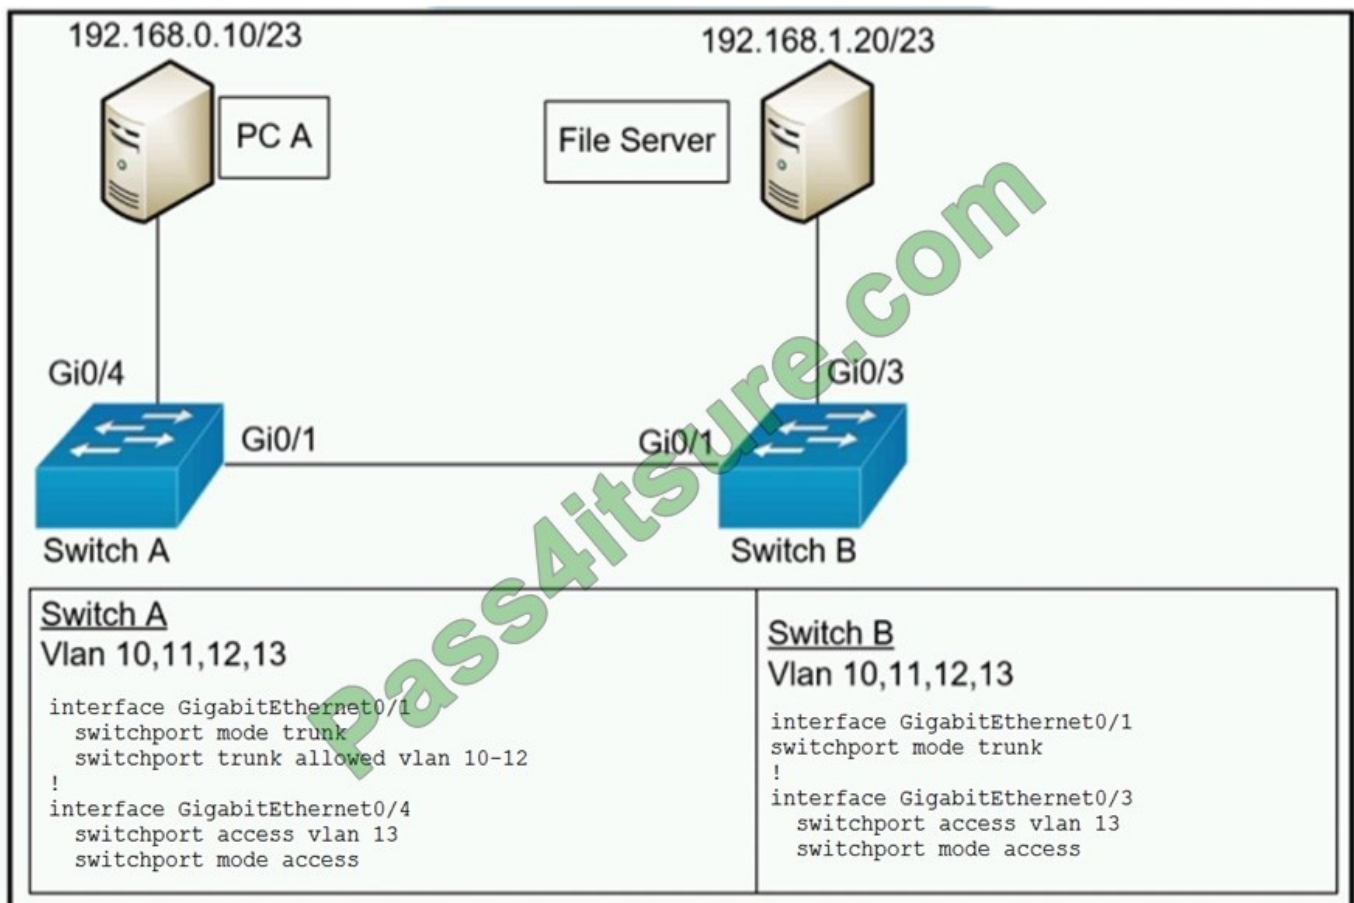 192.168.0.10/23
192.168.1.20/23
PC A
File Server
Gi0/4
Gi0/3
Gi0/1
Gi0/1
Switch A
Switch B
Pass4itsure.com
Switch A
Vlan 10,11,12,13
interface GigabitEthernet0/1
switchport mode trunk
switchport trunk allowed vlan 10-12
!
interface GigabitEthernet0/4
switchport access vlan 13
switchport mode access
Switch B
Vlan 10,11,12,13
interface GigabitEthernet0/1
switchport mode trunk
!
interface GigabitEthernet0/3
switchport access vlan 13
switchport mode access